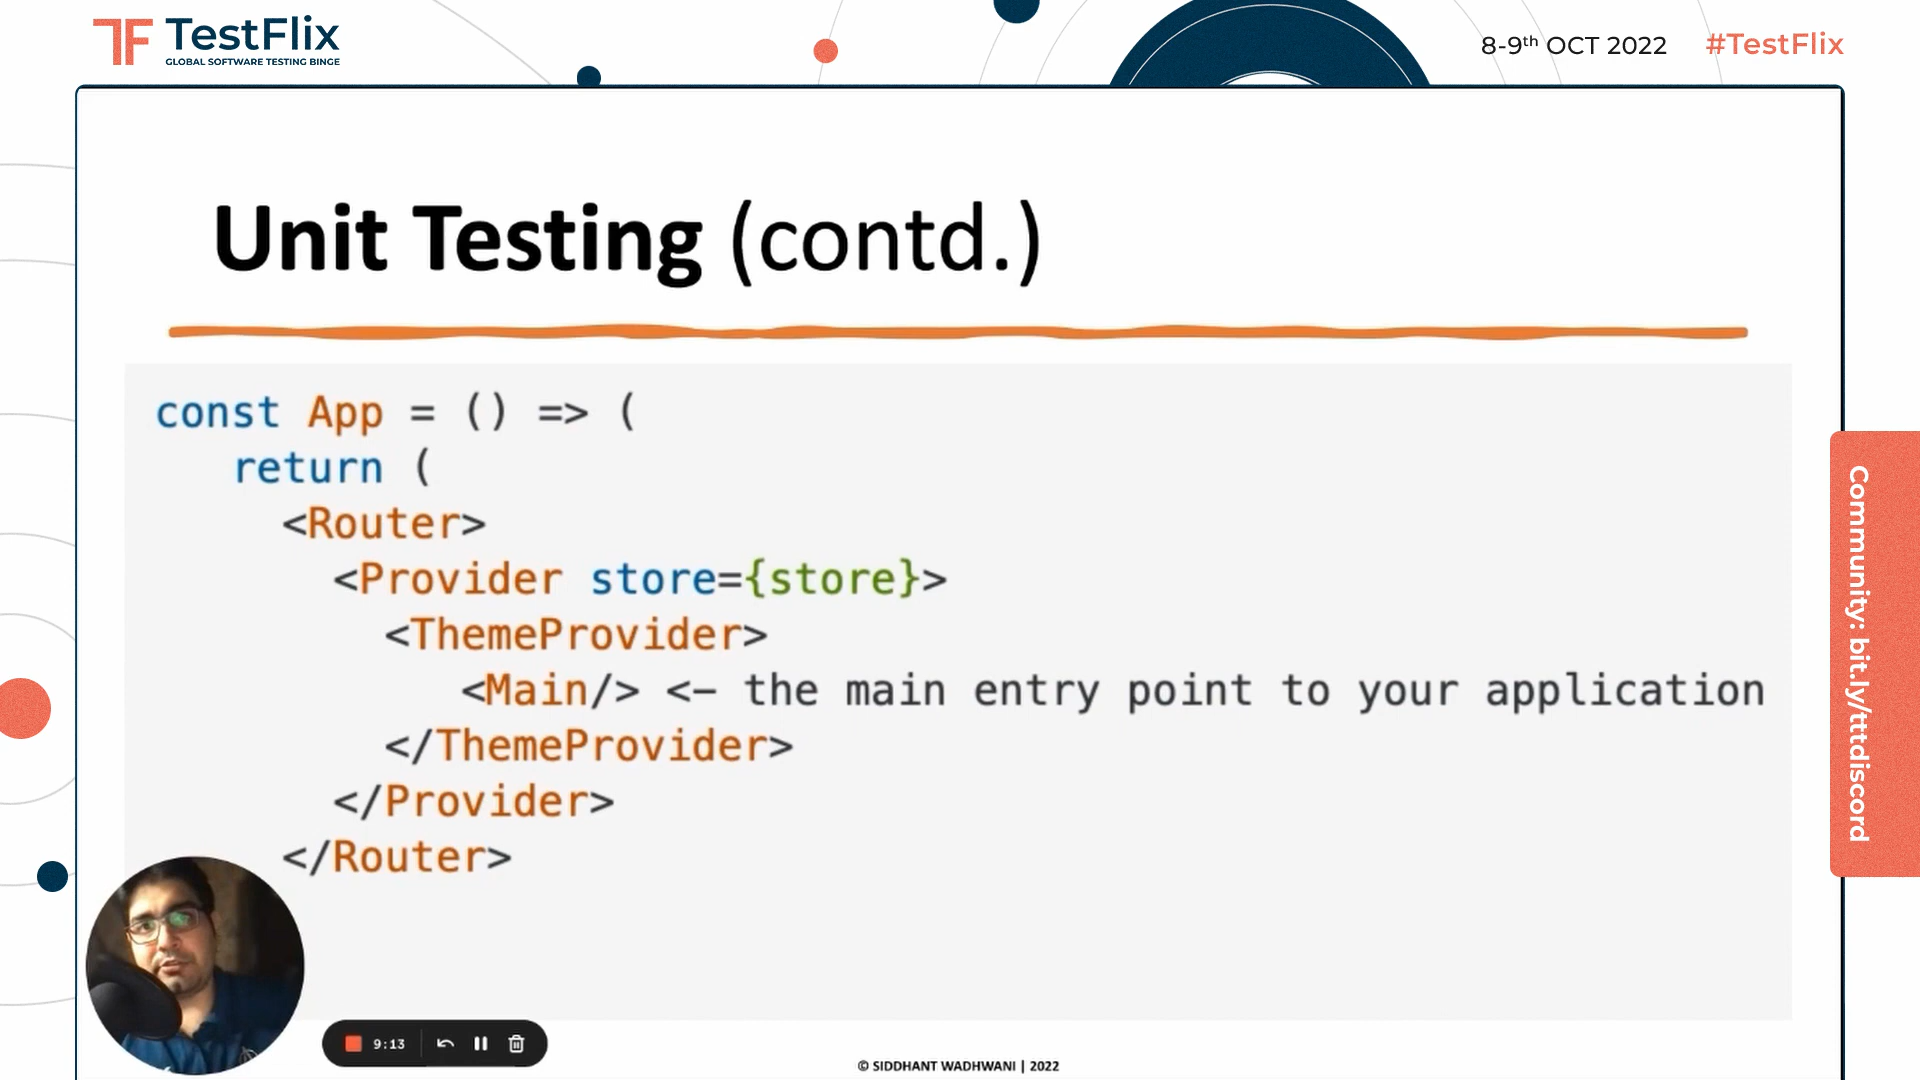 TF TestFlix
GLOBAL SOFTWARE TESTING BINGE
8-9th OCT 2022 #TestFlix
Unit Testing (contd.)
const App = () => (
return (
<Router>
<Provider store={store}>
<ThemeProvider>
<Main/> <— the main entry point to your application
</ThemeProvider>
</Provider>
</Router>
Community: bit.ly/tttdiscord
9:13
© SIDDHANT WADHWANI | 2022